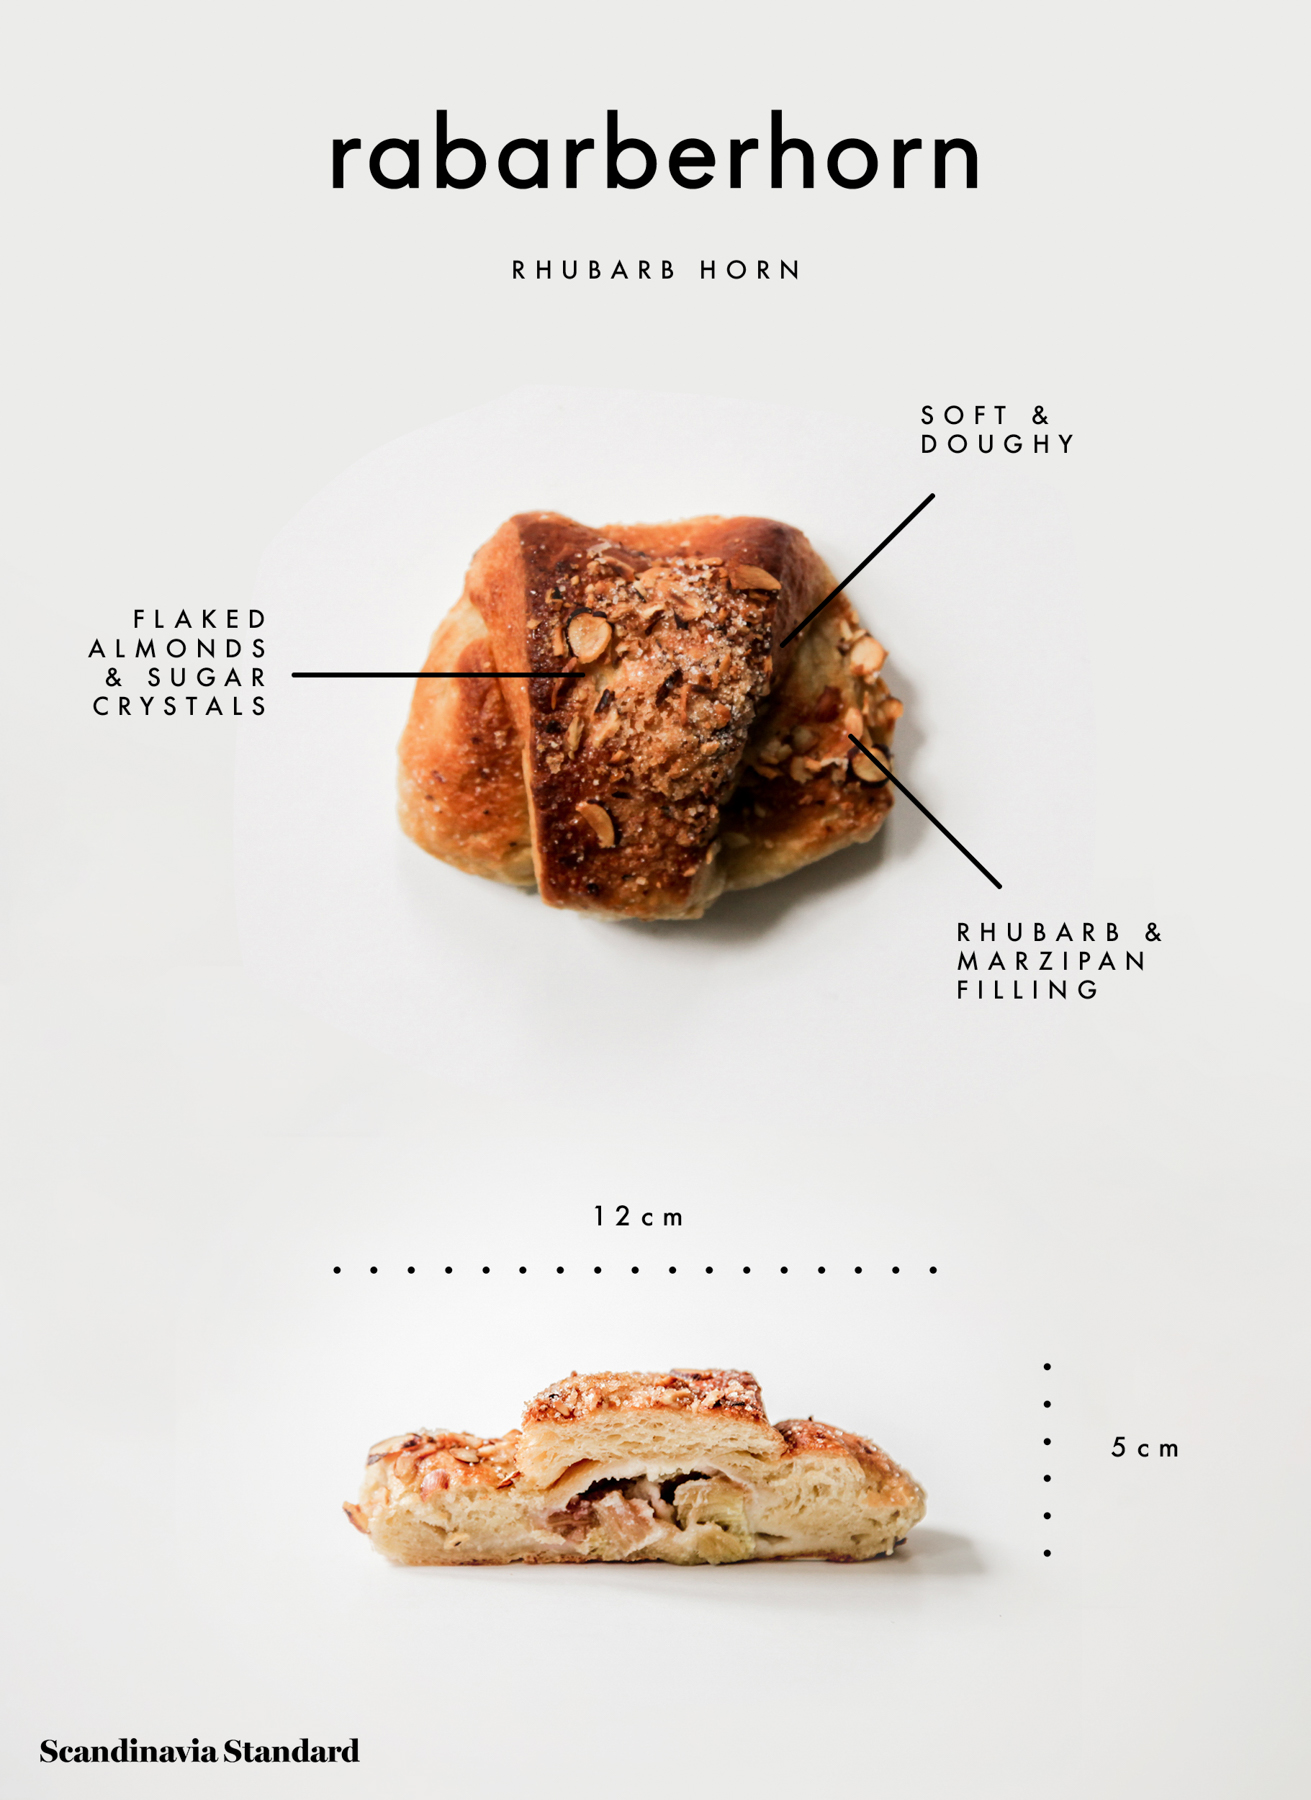 rabarberhorn
RHUBARB HORN
SOFT &
DOUGHY
FLAKED
ALMONDS
& SUGAR
CRYSTALS
RHUBARB &
MARZIPAN
FILLING
12cm
5cm
Scandinavia Standard